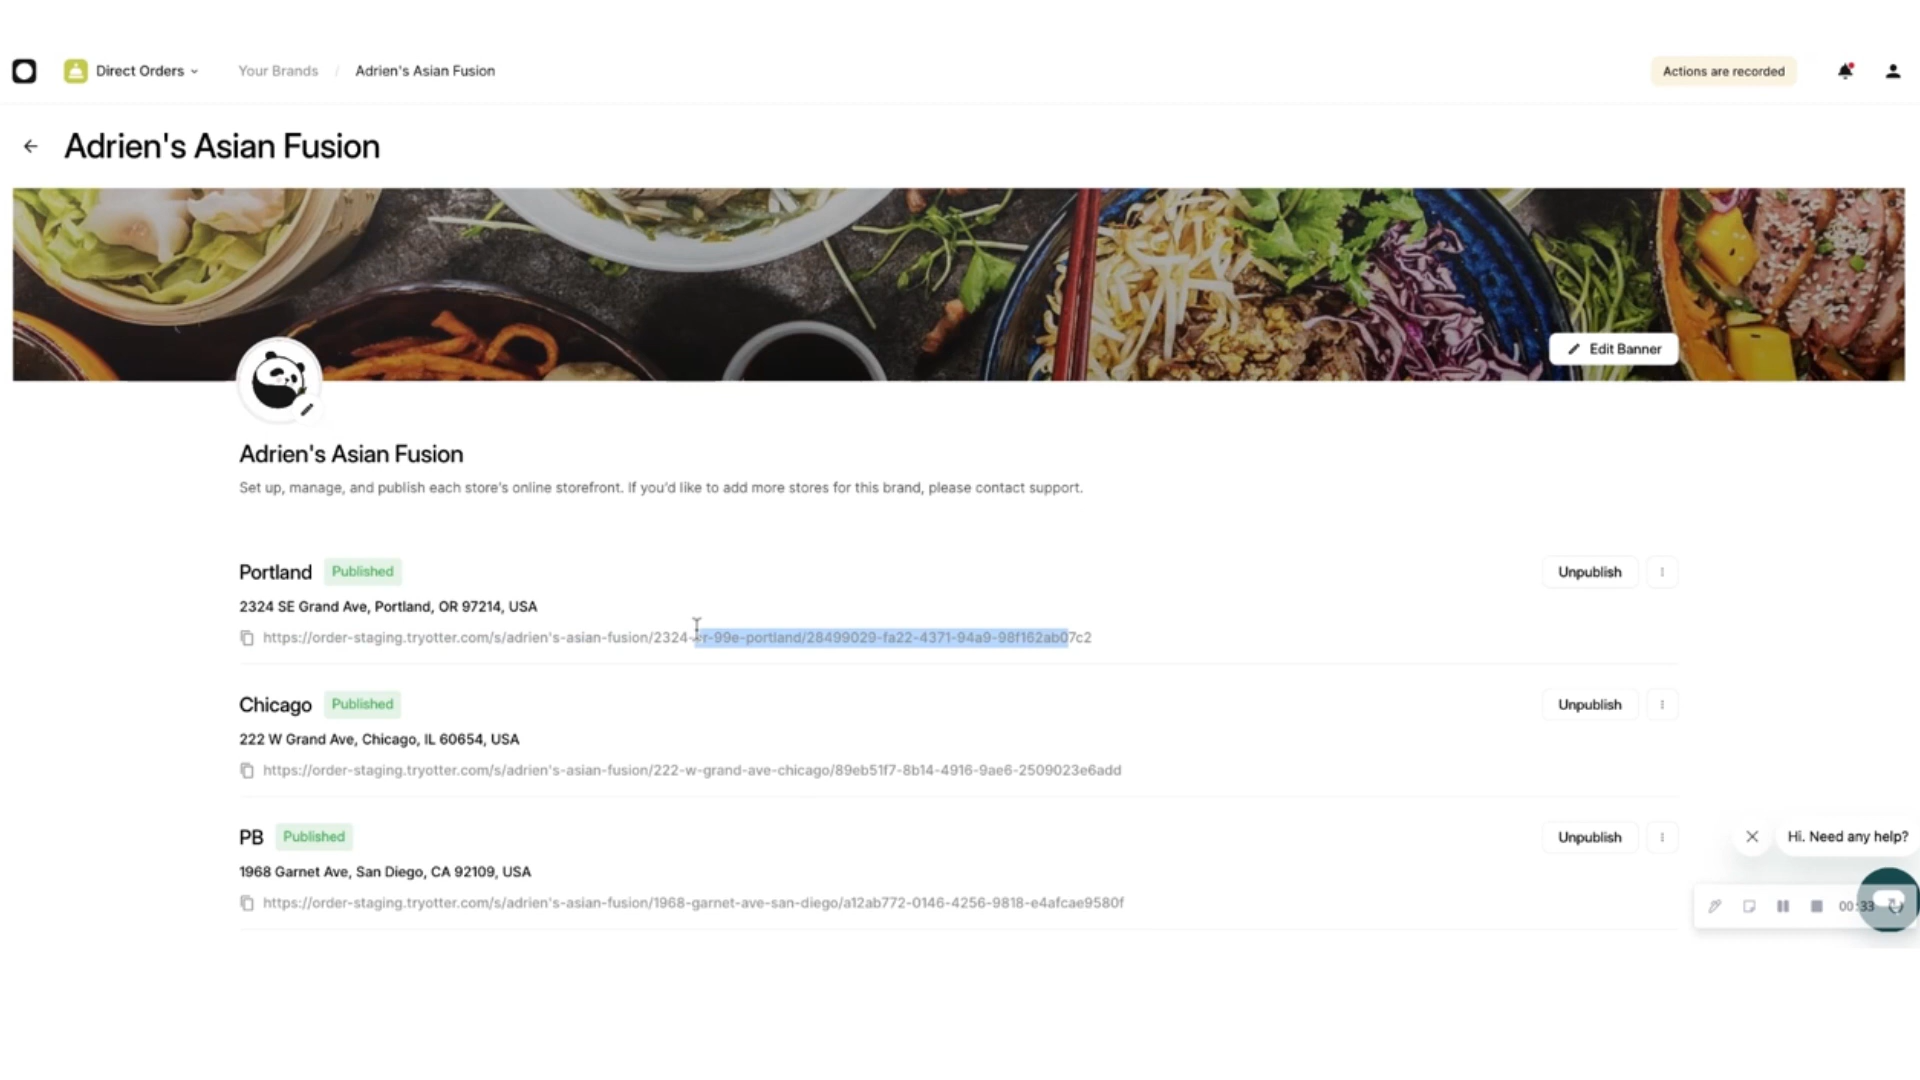 Direct Orders Your Brands / Adrien's Asian Fusion Actions are recorded
Adrien's Asian Fusion
Edit Banner
Adrien's Asian Fusion
Set up, manage, and publish each store's online storefront. If you'd like to add more stores for this brand, please contact support.
Portland Published Unpublish
2324 SE Grand Ave, Portland, OR 97214, USA
https://order-staging.tryotter.com/s/adrien's-asian-fusion/2324-or-99e-portland/28499029-fa22-4371-94a9-98f162ab07c2
Chicago Published Unpublish
222 W Grand Ave, Chicago, IL 60654, USA
https://order-staging.tryotter.com/s/adrien's-asian-fusion/222-w-grand-ave-chicago/89eb51f7-8b14-4916-9ae6-2509023e6add
PB Published Unpublish
Hi. Need any help?
1968 Garnet Ave, San Diego, CA 92109, USA
https://order-staging.tryotter.com/s/adrien's-asian-fusion/1968-garnet-ave-san-diego/a12ab772-0146-4256-9818-e4afcae9580f
00:33